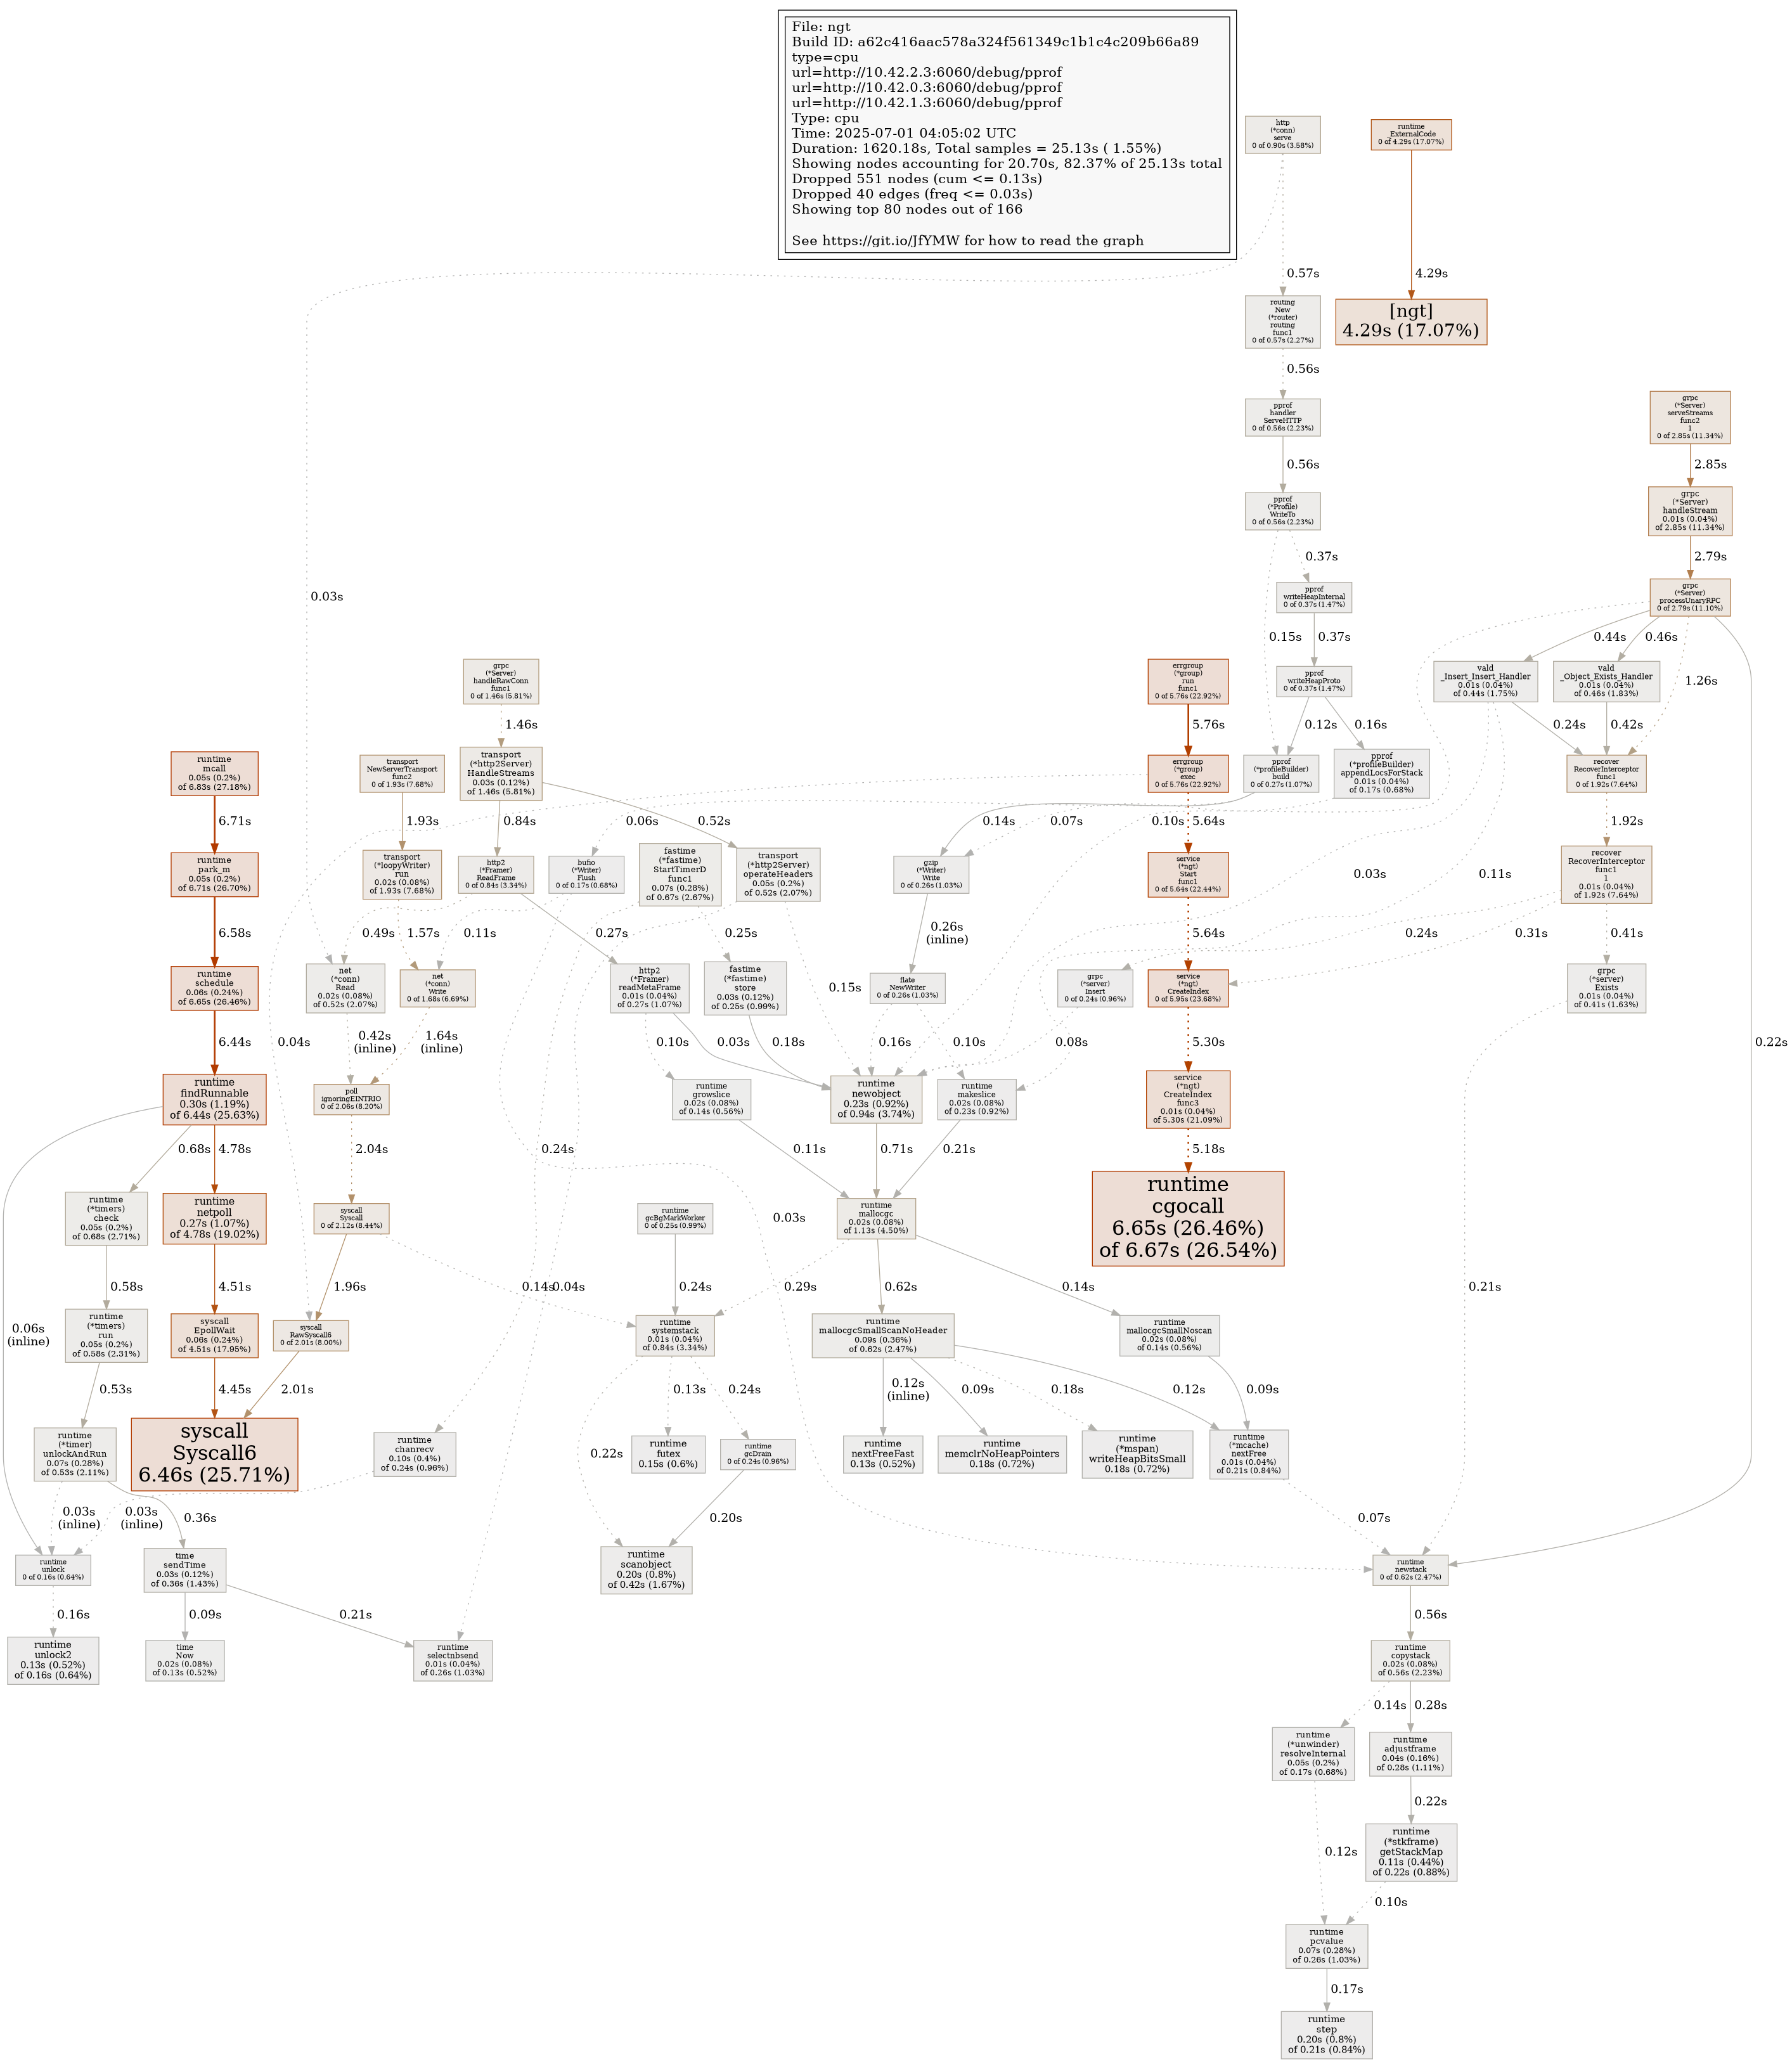 File: ngt
Build ID: a62c416aac578a324f561349c1b1c4c209b66a89
type=cpu
url=http://10.42.2.3:6060/debug/pprof
url=http://10.42.0.3:6060/debug/pprof
url=http://10.42.1.3:6060/debug/pprof
Type: cpu
Time: 2025-07-01 04:05:02 UTC
Duration: 1620.18s, Total samples = 25.13s ( 1.55%)
Showing nodes accounting for 20.70s, 82.37% of 25.13s total
Dropped 551 nodes (cum <= 0.13s)
Dropped 40 edges (freq <= 0.03s)
Showing top 80 nodes out of 166
See https://git.io/JfYMW for how to read the graph
http
(*conn)
serve
0 of 0.90s (3.58%)
runtime
_ExternalCode
0 of 4.29s (17.07%)
0.57s
4.29s
routing
New
(*router)
routing
func1
0 of 0.57s (2.27%)
[ngt]
4.29s (17.07%)
0.56s
pprof
handler
ServeHTTP
0 of 0.56s (2.23%)
grpc
(*Server)
serveStreams
func2
1
0 of 2.85s (11.34%)
0.56s
2.85s
pprof
(*Profile)
WriteTo
0 of 0.56s (2.23%)
grpc
(*Server)
handleStream
0.01s (0.04%)
of 2.85s (11.34%)
0.37s
2.79s
0.03s
pprof
writeHeapInternal
0 of 0.37s (1.47%)
grpc
(*Server)
processUnaryRPC
0 of 2.79s (11.10%)
0.15s
0.37s
0.44s
0.46s
1.26s
grpc
(*Server)
handleRawConn
func1
0 of 1.46s (5.81%)
errgroup
(*group)
run
func1
0 of 5.76s (22.92%)
pprof
writeHeapProto
0 of 0.37s (1.47%)
vald
_Insert_Insert_Handler
0.01s (0.04%)
of 0.44s (1.75%)
vald
_Object_Exists_Handler
0.01s (0.04%)
of 0.46s (1.83%)
1.46s
5.76s
0.12s
0.16s
0.24s
0.42s
runtime
mcall
0.05s (0.2%)
of 6.83s (27.18%)
transport
NewServerTransport
func2
0 of 1.93s (7.68%)
transport
(*http2Server)
HandleStreams
0.03s (0.12%)
of 1.46s (5.81%)
errgroup
(*group)
exec
0 of 5.76s (22.92%)
pprof
(*profileBuilder)
build
0 of 0.27s (1.07%)
pprof
(*profileBuilder)
appendLocsForStack
0.01s (0.04%)
of 0.17s (0.68%)
recover
RecoverInterceptor
func1
0 of 1.92s (7.64%)
6.71s
1.93s
0.84s
0.52s
0.06s
0.14s
0.07s
0.10s
5.64s
1.92s
runtime
park_m
0.05s (0.2%)
of 6.71s (26.70%)
transport
(*loopyWriter)
run
0.02s (0.08%)
of 1.93s (7.68%)
http2
(*Framer)
ReadFrame
0 of 0.84s (3.34%)
bufio
(*Writer)
Flush
0 of 0.17s (0.68%)
fastime
(*fastime)
StartTimerD
func1
0.07s (0.28%)
of 0.67s (2.67%)
transport
(*http2Server)
operateHeaders
0.05s (0.2%)
of 0.52s (2.07%)
gzip
(*Writer)
Write
0 of 0.26s (1.03%)
service
(*ngt)
Start
func1
0 of 5.64s (22.44%)
0.03s
0.11s
recover
RecoverInterceptor
func1
1
0.01s (0.04%)
of 1.92s (7.64%)
6.58s
0.49s
1.57s
0.11s
0.27s
0.25s
0.26s
(inline)
5.64s
0.24s
0.31s
0.41s
runtime
schedule
0.06s (0.24%)
of 6.65s (26.46%)
net
(*conn)
Read
0.02s (0.08%)
of 0.52s (2.07%)
net
(*conn)
Write
0 of 1.68s (6.69%)
http2
(*Framer)
readMetaFrame
0.01s (0.04%)
of 0.27s (1.07%)
fastime
(*fastime)
store
0.03s (0.12%)
of 0.25s (0.99%)
0.15s
flate
NewWriter
0 of 0.26s (1.03%)
grpc
(*server)
Insert
0 of 0.24s (0.96%)
service
(*ngt)
CreateIndex
0 of 5.95s (23.68%)
grpc
(*server)
Exists
0.01s (0.04%)
of 0.41s (1.63%)
6.44s
0.04s
0.42s
(inline)
1.64s
(inline)
0.10s
0.03s
0.18s
0.16s
0.10s
0.08s
5.30s
0.22s
runtime
findRunnable
0.30s (1.19%)
of 6.44s (25.63%)
poll
ignoringEINTRIO
0 of 2.06s (8.20%)
runtime
growslice
0.02s (0.08%)
of 0.14s (0.56%)
runtime
newobject
0.23s (0.92%)
of 0.94s (3.74%)
runtime
makeslice
0.02s (0.08%)
of 0.23s (0.92%)
service
(*ngt)
CreateIndex
func3
0.01s (0.04%)
of 5.30s (21.09%)
0.68s
4.78s
2.04s
0.24s
0.11s
0.71s
0.21s
5.18s
runtime
(*timers)
check
0.05s (0.2%)
of 0.68s (2.71%)
runtime
netpoll
0.27s (1.07%)
of 4.78s (19.02%)
syscall
Syscall
0 of 2.12s (8.44%)
runtime
gcBgMarkWorker
0 of 0.25s (0.99%)
0.03s
runtime
mallocgc
0.02s (0.08%)
of 1.13s (4.50%)
runtime
cgocall
6.65s (26.46%)
of 6.67s (26.54%)
0.58s
4.51s
1.96s
0.14s
0.04s
0.24s
0.29s
0.62s
0.14s
0.21s
0.06s
(inline)
runtime
(*timers)
run
0.05s (0.2%)
of 0.58s (2.31%)
syscall
EpollWait
0.06s (0.24%)
of 4.51s (17.95%)
syscall
RawSyscall6
0 of 2.01s (8.00%)
runtime
systemstack
0.01s (0.04%)
of 0.84s (3.34%)
runtime
mallocgcSmallScanNoHeader
0.09s (0.36%)
of 0.62s (2.47%)
runtime
mallocgcSmallNoscan
0.02s (0.08%)
of 0.14s (0.56%)
0.53s
4.45s
2.01s
0.22s
0.13s
0.24s
0.12s
(inline)
0.09s
0.18s
0.12s
0.09s
runtime
(*timer)
unlockAndRun
0.07s (0.28%)
of 0.53s (2.11%)
syscall
Syscall6
6.46s (25.71%)
runtime
chanrecv
0.10s (0.4%)
of 0.24s (0.96%)
runtime
futex
0.15s (0.6%)
runtime
gcDrain
0 of 0.24s (0.96%)
runtime
nextFreeFast
0.13s (0.52%)
runtime
memclrNoHeapPointers
0.18s (0.72%)
runtime
(*mspan)
writeHeapBitsSmall
0.18s (0.72%)
runtime
(*mcache)
nextFree
0.01s (0.04%)
of 0.21s (0.84%)
0.03s
(inline)
0.03s
(inline)
0.36s
0.20s
0.07s
runtime
unlock
0 of 0.16s (0.64%)
time
sendTime
0.03s (0.12%)
of 0.36s (1.43%)
runtime
scanobject
0.20s (0.8%)
of 0.42s (1.67%)
runtime
newstack
0 of 0.62s (2.47%)
0.16s
0.09s
0.21s
0.56s
runtime
unlock2
0.13s (0.52%)
of 0.16s (0.64%)
time
Now
0.02s (0.08%)
of 0.13s (0.52%)
runtime
selectnbsend
0.01s (0.04%)
of 0.26s (1.03%)
runtime
copystack
0.02s (0.08%)
of 0.56s (2.23%)
0.14s
0.28s
runtime
(*unwinder)
resolveInternal
0.05s (0.2%)
of 0.17s (0.68%)
runtime
adjustframe
0.04s (0.16%)
of 0.28s (1.11%)
0.22s
0.12s
runtime
(*stkframe)
getStackMap
0.11s (0.44%)
of 0.22s (0.88%)
0.10s
runtime
pcvalue
0.07s (0.28%)
of 0.26s (1.03%)
0.17s
runtime
step
0.20s (0.8%)
of 0.21s (0.84%)